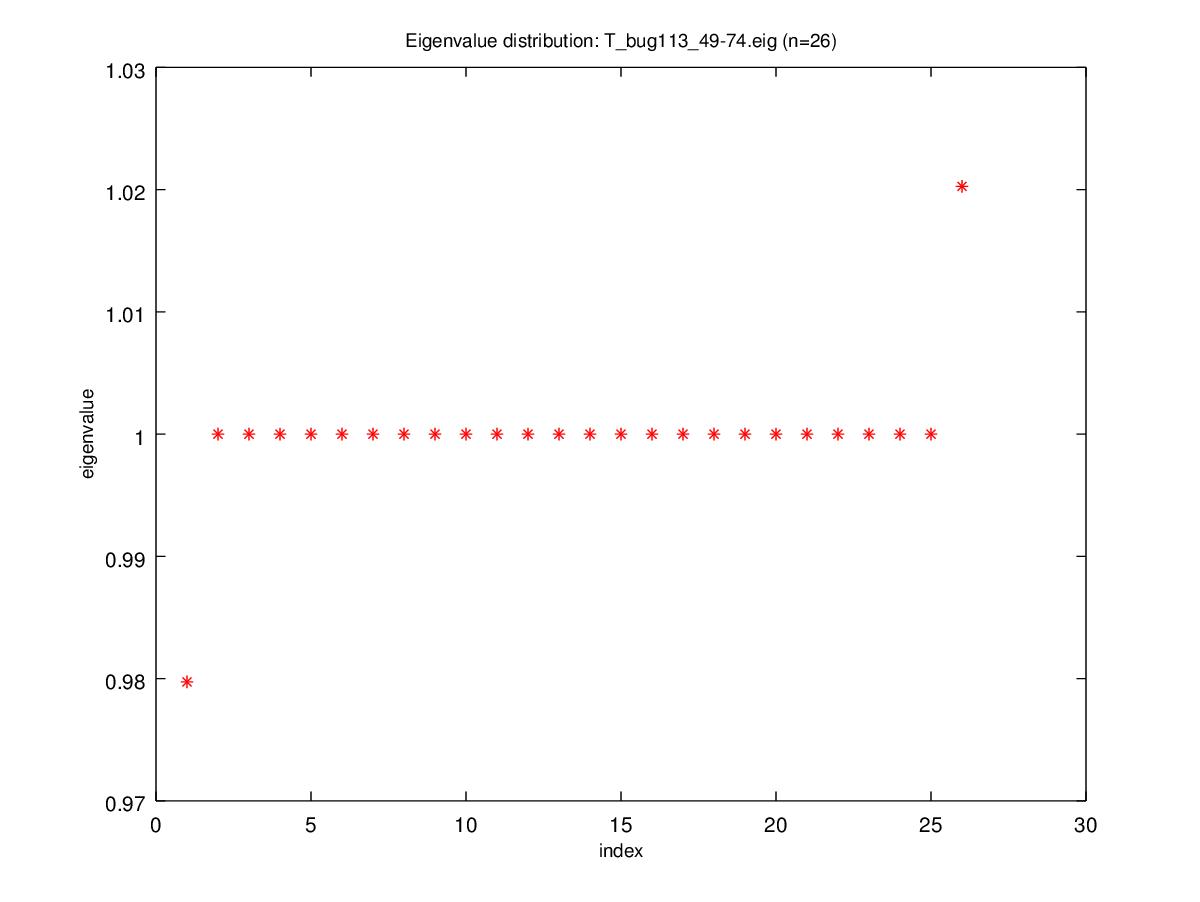 Eigenvalue distribution: T_bug113_49-74.eig (n=26)
1.03
1.02
1.01
1
0.99
0.98
0.97
eigenvalue
0 5 10 15 20 25 30
index